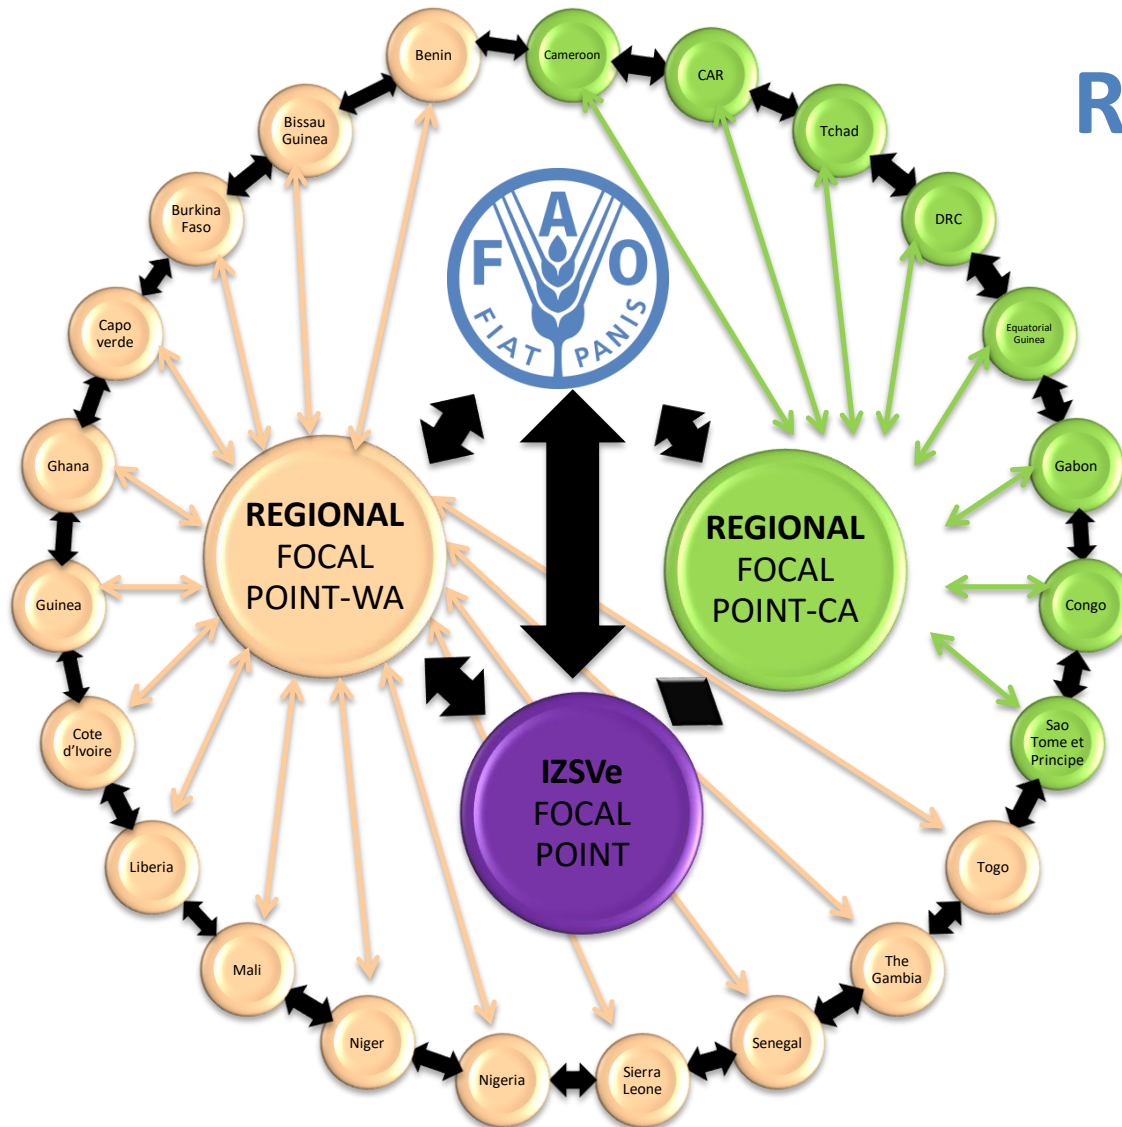 R
Benin
Cameroon
CAR
Tchad
DRC
Equatorial
Guinea
Gabon
Congo
Sao
Tome et
Principe
Togo
The
Gambia
Senegal
Sierra
Leone
Nigeria
Niger
Mali
Liberia
Cote
d’Ivoire
Guinea
Ghana
Capo
verde
Burkina
Faso
Bissau
Guinea
F A O
FIAT PANIS
REGIONAL
FOCAL
POINT-WA
REGIONAL
FOCAL
POINT-CA
IZSVe
FOCAL
POINT